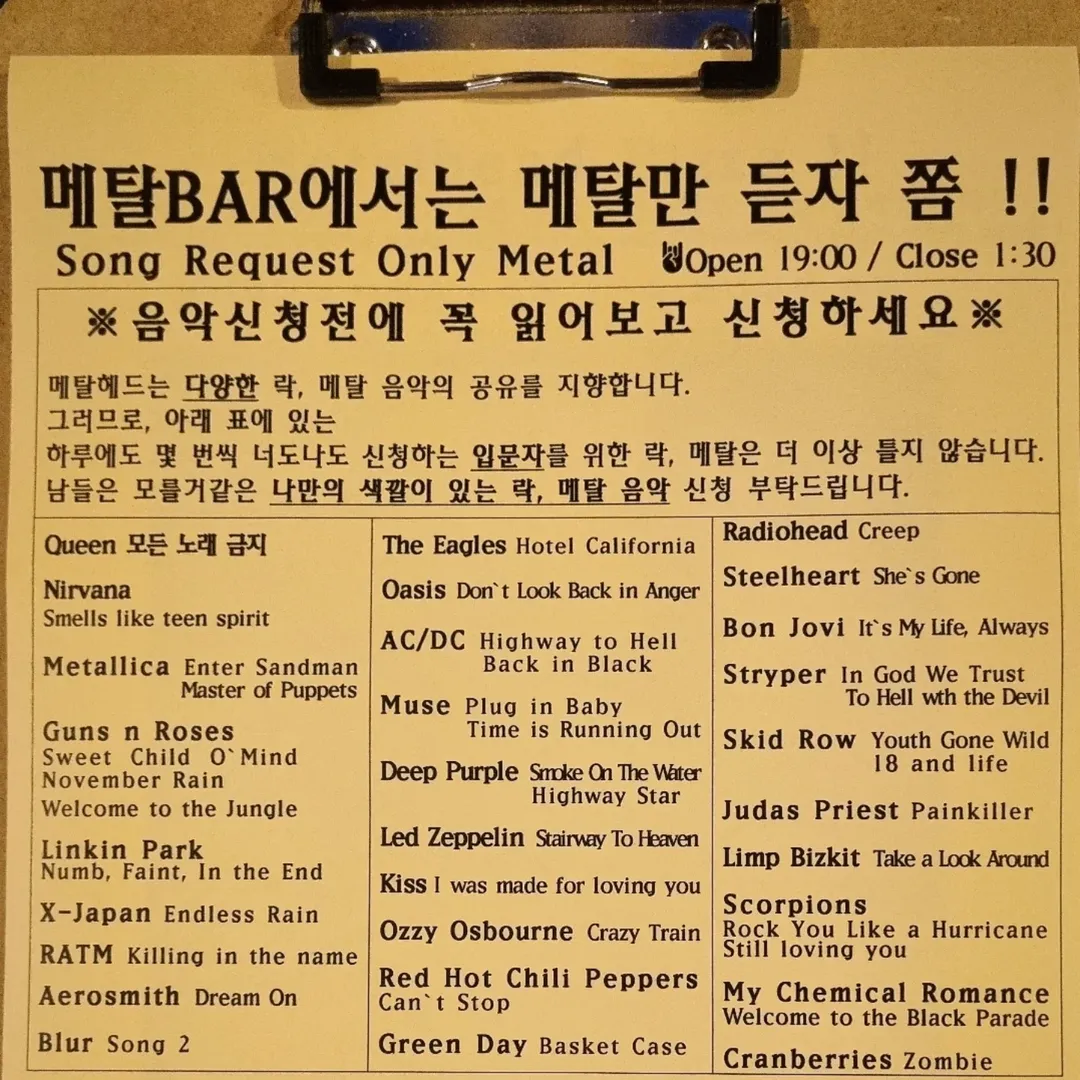 메탈BAR에서는 메탈만 듣자 쫌 !!
Song Request Only Metal 🤘Open 19:00 / Close 1:30
※음악신청전에 꼭 읽어보고 신청하세요※
메탈헤드는 다양한 락, 메탈 음악의 공유를 지향합니다.
그러므로, 아래 표에 있는
하루에도 몇 번씩 너도나도 신청하는 입문자를 위한 락, 메탈은 더 이상 틀지 않습니다.
남들은 모를거같은 나만의 색깔이 있는 락, 메탈 음악 신청 부탁드립니다.
Queen 모든 노래 금지
Nirvana
Smells like teen spirit
Metallica Enter Sandman
Master of Puppets
Guns n Roses
Sweet Child O`Mind
November Rain
Welcome to the Jungle
Linkin Park
Numb, Faint, In the End
X-Japan Endless Rain
RATM Killing in the name
Aerosmith Dream On
Blur Song 2
The Eagles Hotel California
Oasis Don`t Look Back in Anger
AC/DC Highway to Hell
Back in Black
Muse Plug in Baby
Time is Running Out
Deep Purple Smoke On The Water
Highway Star
Led Zeppelin Stairway To Heaven
Kiss I was made for loving you
Ozzy Osbourne Crazy Train
Red Hot Chili Peppers
Can`t Stop
Green Day Basket Case
Radiohead Creep
Steelheart She`s Gone
Bon Jovi It`s My Life, Always
Stryper In God We Trust
To Hell wth the Devil
Skid Row Youth Gone Wild
18 and life
Judas Priest Painkiller
Limp Bizkit Take a Look Around
Scorpions
Rock You Like a Hurricane
Still loving you
My Chemical Romance
Welcome to the Black Parade
Cranberries Zombie